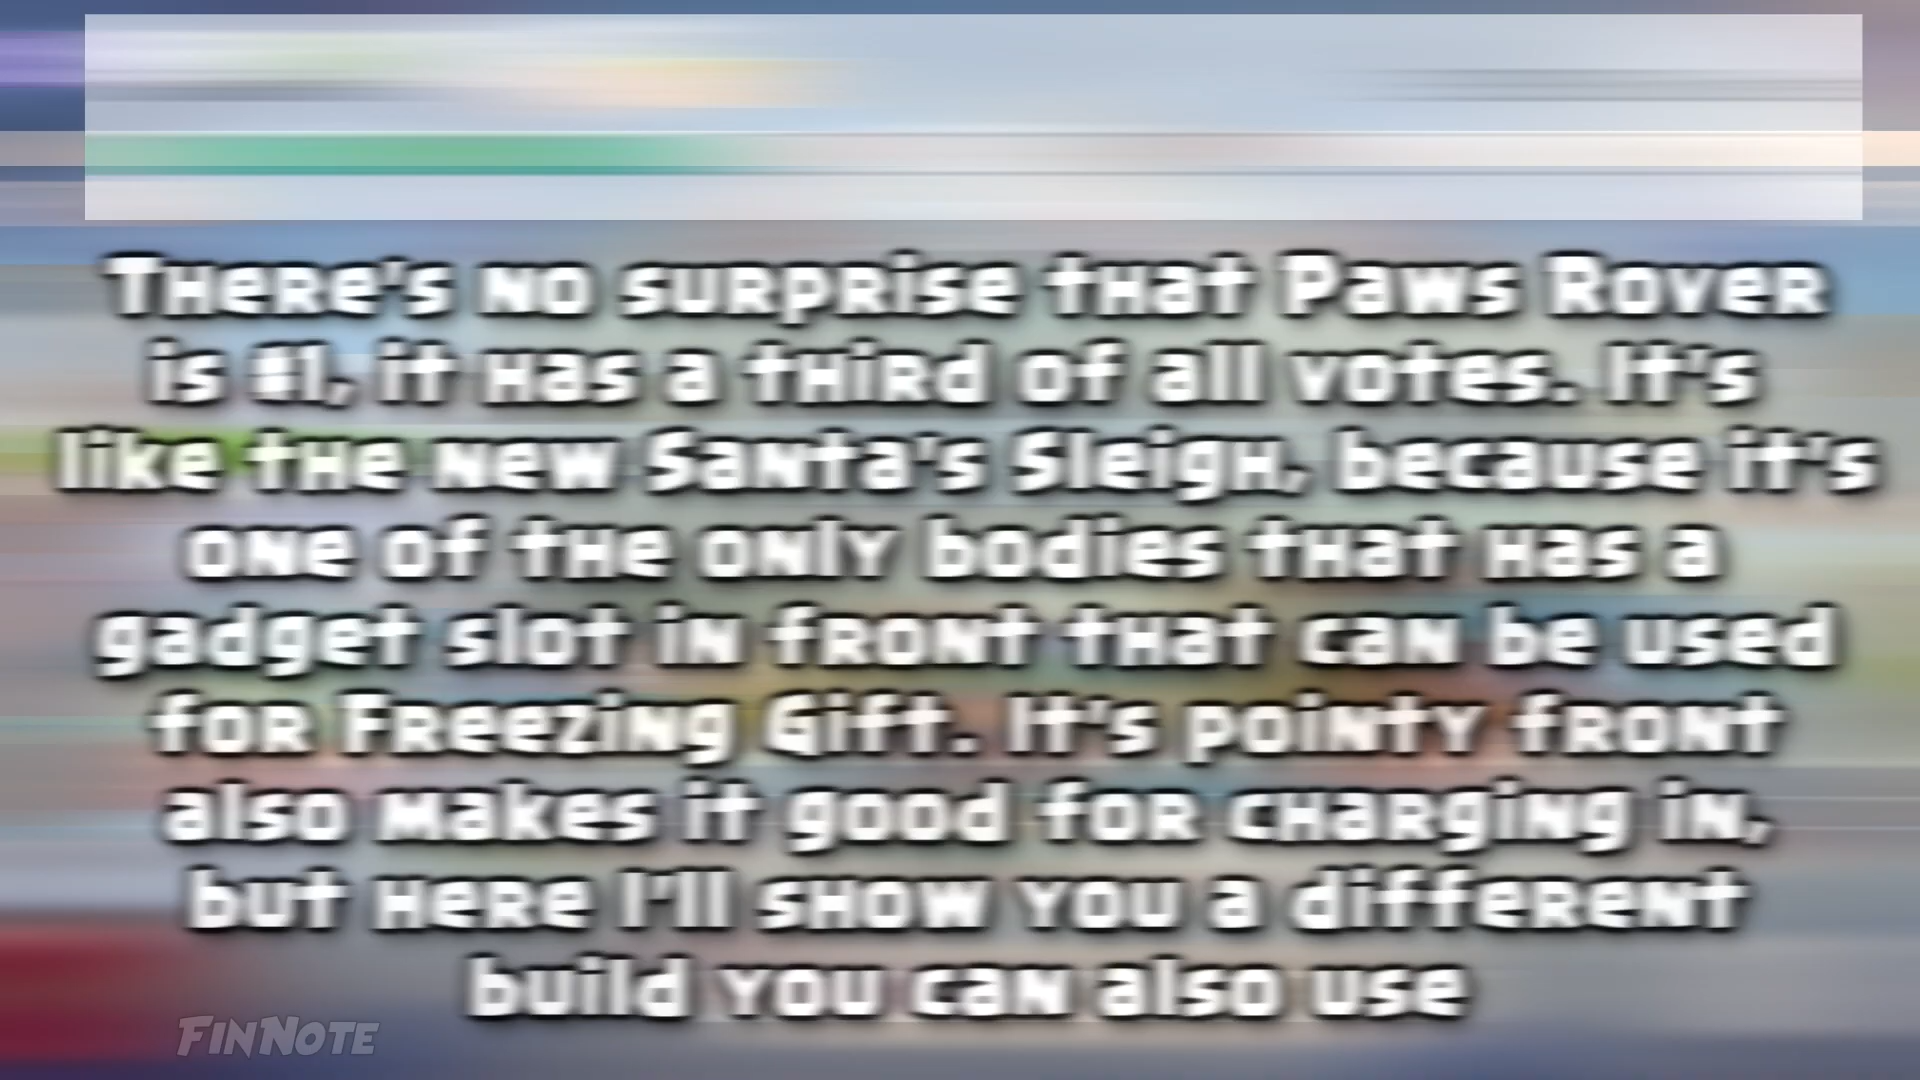 There's no surprise that Paws Rover
is #1, it has a third of all votes. It's
like the new Santa's Sleigh, because it's
one of the only bodies that has a
gadget slot in front that can be used
for Freezing Gift. It's pointy front
also makes it good for charging in,
but here I'll show you a different
build you can also use
FinNote